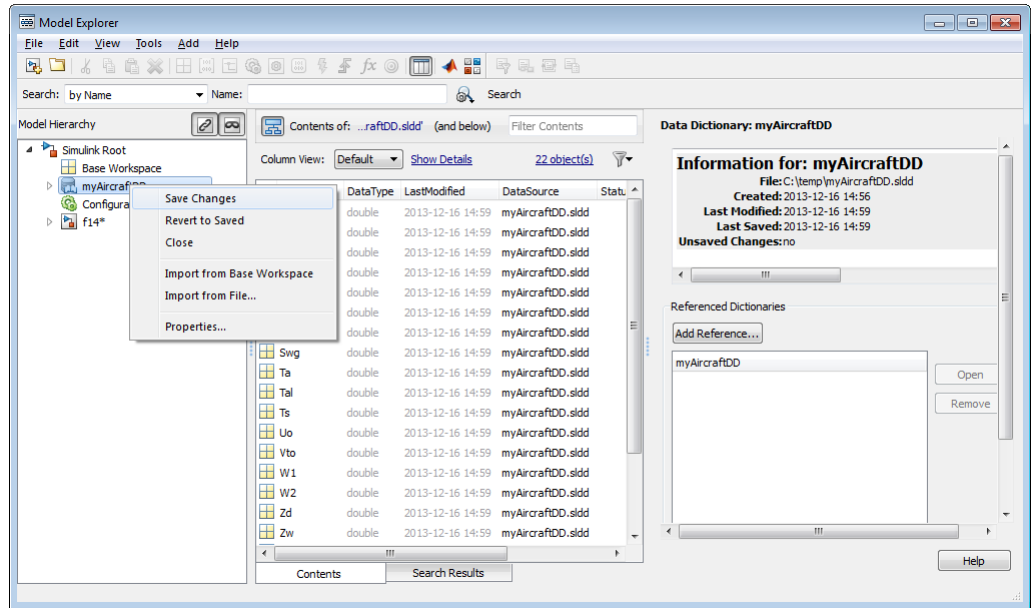 Model Explorer
File Edit View Tools Add Help
fx
Search: by Name Name: Search
Model Hierarchy
Simulink Root
Base Workspace
myAircraftDD
Configura
f14*
Save Changes
Revert to Saved
Close
Import from Base Workspace
Import from File...
Properties...
Contents of: ...raftDD.sldd' (and below) Filter Contents
Column View: Default Show Details 22 object(s)
DataType LastModified DataSource Statu
double 2013-12-16 14:59 myAircraftDD.sldd
double 2013-12-16 14:59 myAircraftDD.sldd
double 2013-12-16 14:59 myAircraftDD.sldd
double 2013-12-16 14:59 myAircraftDD.sldd
double 2013-12-16 14:59 myAircraftDD.sldd
double 2013-12-16 14:59 myAircraftDD.sldd
double 2013-12-16 14:59 myAircraftDD.sldd
Swg double 2013-12-16 14:59 myAircraftDD.sldd
Ta double 2013-12-16 14:59 myAircraftDD.sldd
Tal double 2013-12-16 14:59 myAircraftDD.sldd
Ts double 2013-12-16 14:59 myAircraftDD.sldd
Uo double 2013-12-16 14:59 myAircraftDD.sldd
Vto double 2013-12-16 14:59 myAircraftDD.sldd
W1 double 2013-12-16 14:59 myAircraftDD.sldd
W2 double 2013-12-16 14:59 myAircraftDD.sldd
Zd double 2013-12-16 14:59 myAircraftDD.sldd
Zw double 2013-12-16 14:59 myAircraftDD.sldd
Contents Search Results
Data Dictionary: myAircraftDD
Information for: myAircraftDD
File: C:\temp\myAircraftDD.sldd
Created: 2013-12-16 14:56
Last Modified: 2013-12-16 14:59
Last Saved: 2013-12-16 14:59
Unsaved Changes: no
Referenced Dictionaries
Add Reference...
myAircraftDD
Open
Remove
Help